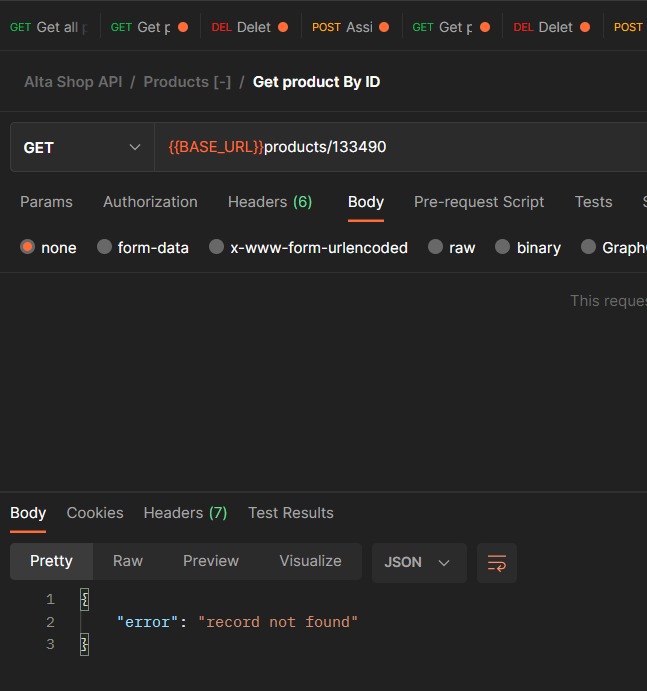 GET Get all p GET Get p DEL Delet POST Assi GET Get p DEL Delet POST
Alta Shop API / Products [-] / Get product By ID
GET {{BASE_URL}}products/133490
Params Authorization Headers (6) Body Pre-request Script Tests S
none form-data x-www-form-urlencoded raw binary Graph
This reques
Body Cookies Headers (7) Test Results
Pretty Raw Preview Visualize JSON
1 {
2 "error": "record not found"
3 }